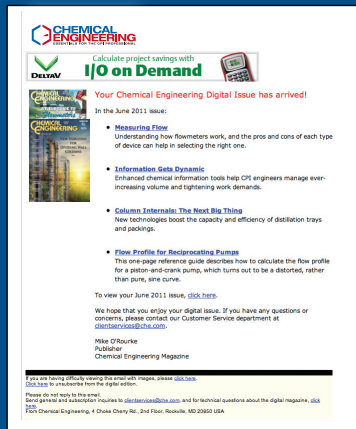 CHEMICAL
ENGINEERING
ESSENTIALS FOR THE CPI PROFESSIONAL
DELTAV
Calculate project savings with
I/O on Demand
Your Chemical Engineering Digital Issue has arrived!
In the June 2011 issue:
CHEMICAL
ENGINEERING
• Measuring Flow
Understanding how flowmeters work, and the pros and cons of each type
of device can help in selecting the right one.
• Information Gets Dynamic
Enhanced chemical information tools help CPI engineers manage ever-
increasing volume and tightening work demands.
• Column Internals: The Next Big Thing
New technologies boost the capacity and efficiency of distillation trays
and packings.
• Flow Profile for Reciprocating Pumps
This one-page reference guide describes how to calculate the flow profile
for a piston-and-crank pump, which turns out to be a distorted, rather
than pure, sine curve.
To view your June 2011 issue, click here.
We hope that you enjoy your digital issue. If you have any questions or
concerns, please contact our Customer Service department at
clientservices@che.com.
Mike O'Rourke
Publisher
Chemical Engineering Magazine
If you are having difficulty viewing this email with images, please click here.
Click here to unsubscribe from the digital edition.
Please do not reply to this email.
Send general and subscription inquiries to clientservices@che.com, and for technical questions about the digital magazine, click
here.
From Chemical Engineering, 4 Choke Cherry Rd., 2nd Floor, Rockville, MD 20850 USA